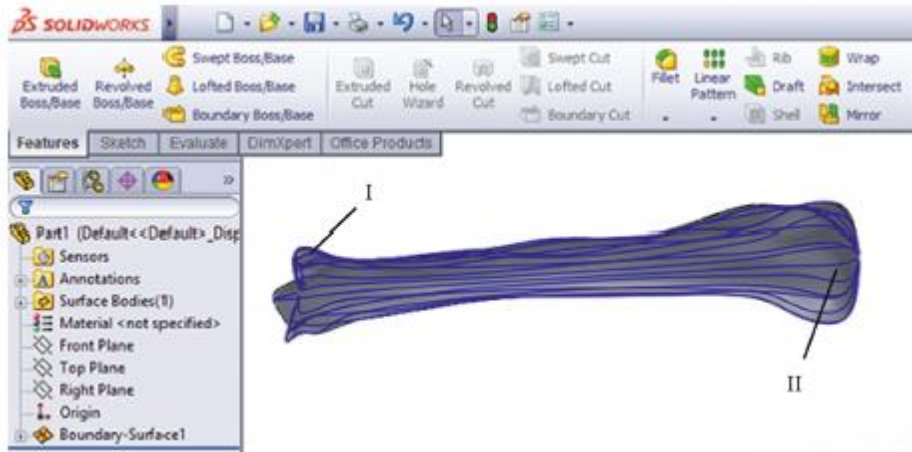 SOLIDWORKS
Extruded Boss/Base
Revolved Boss/Base
Swept Boss/Base
Lofted Boss/Base
Boundary Boss/Base
Extruded Cut
Hole Wizard
Revolved Cut
Swept Cut
Lofted Cut
Boundary Cut
Fillet
Linear Pattern
Rib
Draft
Shell
Wrap
Intersect
Mirror
Features
Sketch
Evaluate
DimXpert
Office Products
Part1 (Default<<Default>_Disp
Sensors
Annotations
Surface Bodies(1)
Material <not specified>
Front Plane
Top Plane
Right Plane
Origin
Boundary-Surface1
I
II